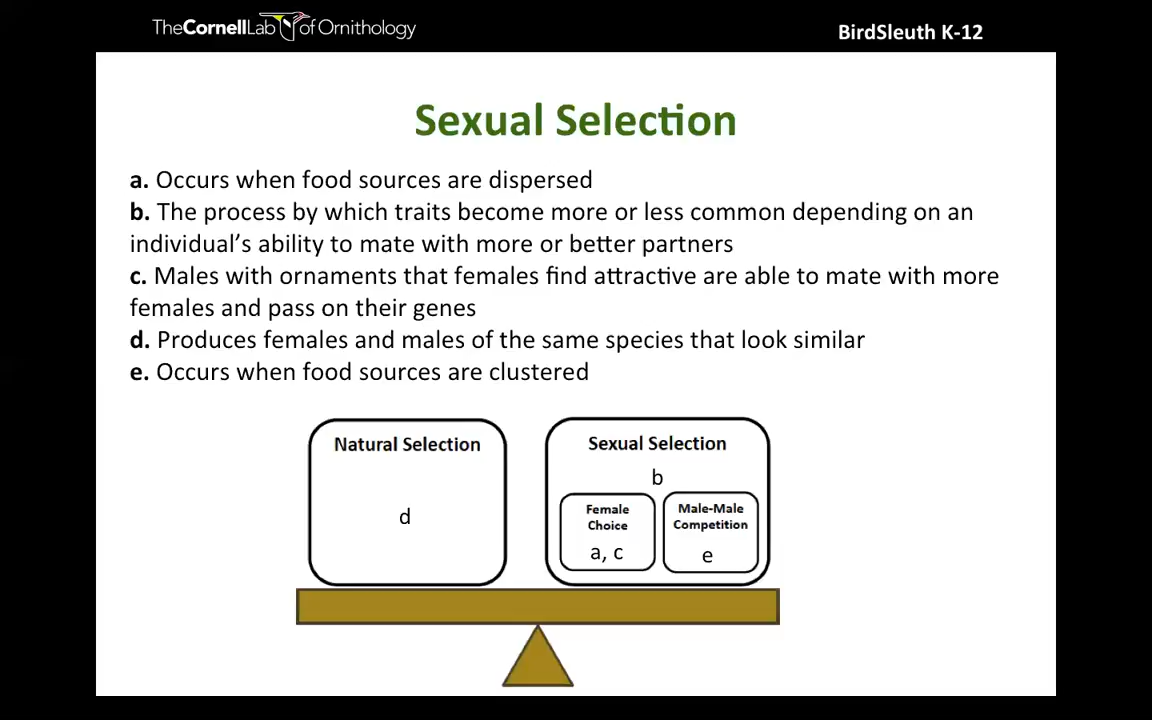 TheCornellLab of Ornithology
BirdSleuth K-12
Sexual Selection
a. Occurs when food sources are dispersed
b. The process by which traits become more or less common depending on an
individual's ability to mate with more or better partners
c. Males with ornaments that females find attractive are able to mate with more
females and pass on their genes
d. Produces females and males of the same species that look similar
e. Occurs when food sources are clustered
Natural Selection
d
Sexual Selection
b
Female
Choice
a, c
Male-Male
Competition
e